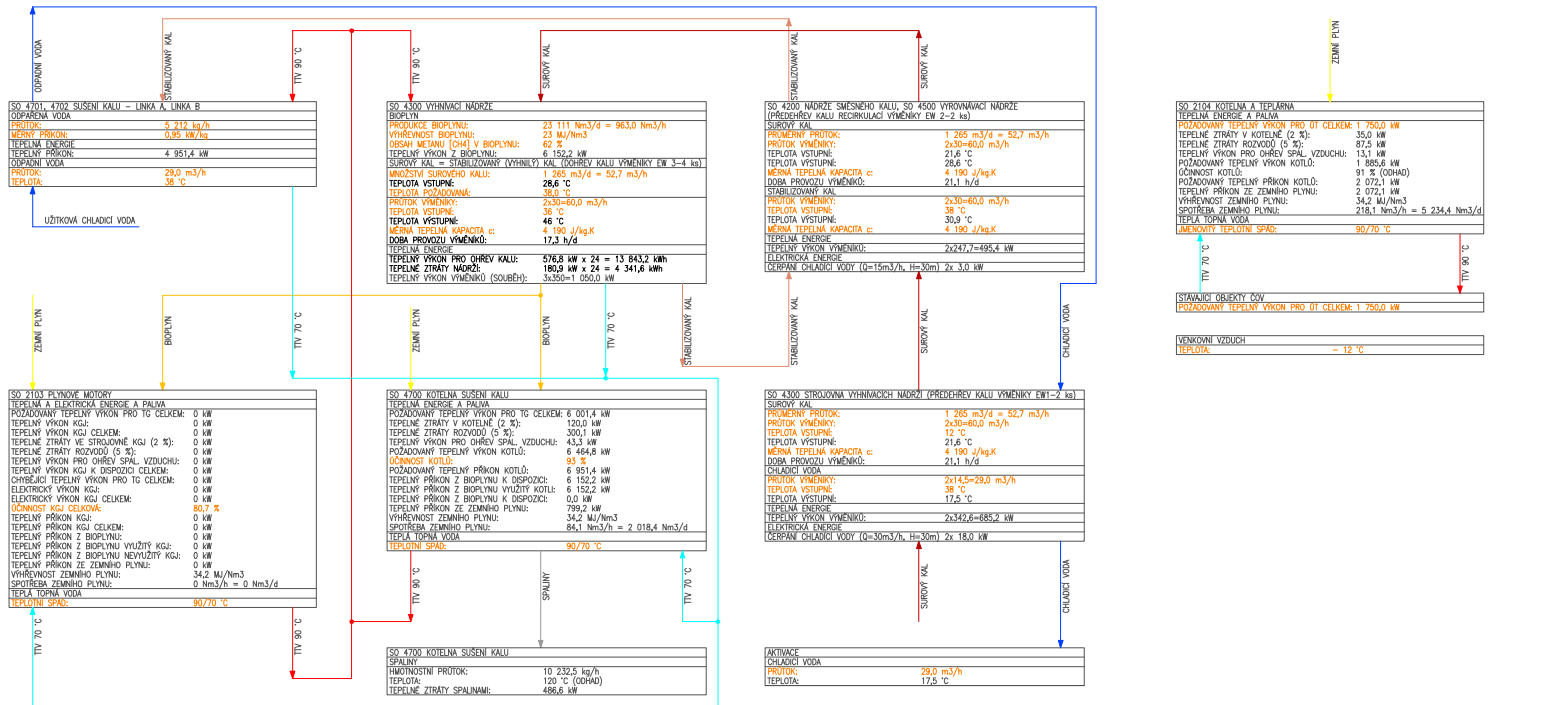 ODPADNÍ VODA
STABILIZOVANÝ KAL
TTV 90 °C
TTV 90 °C
SUROVÝ KAL
STABILIZOVANÝ KAL
SUROVÝ KAL
ZEMNÍ PLYN
SO 4701, 4702 SUŠENÍ KALU – LINKA A, LINKA B
ODPAŘENÁ VODA
PRŮTOK: 5 212 kg/h
MĚRNÝ PŘÍKON: 0,95 kW/kg
TEPELNÁ ENERGIE
TEPELNÝ PŘÍKON: 4 951,4 kW
ODPADNÍ VODA
PRŮTOK: 29,0 m3/h
TEPLOTA: 38 °C
UŽITKOVÁ CHLADICÍ VODA
SO 4300 VYHNÍVACÍ NÁDRŽE
BIOPLYN
PRODUKCE BIOPLYNU: 23 111 Nm3/d = 963,0 Nm3/h
VÝHŘEVNOST BIOPLYNU: 23 MJ/Nm3
OBSAH METANU [CH4] V BIOPLYNU: 62 %
TEPELNÝ VÝKON Z BIOPLYNU: 6 152,2 kW
SUROVÝ KAL = STABILIZOVANÝ (VYHNILÝ) KAL (DOHŘEV KALU VÝMĚNÍKY EW 3–4 ks)
MNOŽSTVÍ SUROVÉHO KALU: 1 265 m3/d = 52,7 m3/h
TEPLOTA VSTUPNÍ: 28,6 °C
TEPLOTA POŽADOVANÁ: 38,0 °C
PRŮTOK VÝMĚNÍKY: 2x30=60,0 m3/h
TEPLOTA VSTUPNÍ: 36 °C
TEPLOTA VÝSTUPNÍ: 46 °C
MĚRNÁ TEPELNÁ KAPACITA c: 4 190 J/kg.K
DOBA PROVOZU VÝMĚNÍKŮ: 17,3 h/d
TEPELNÁ ENERGIE
TEPELNÝ VÝKON PRO OHŘEV KALU: 576,8 kW x 24 = 13 843,2 kWh
TEPELNÉ ZTRÁTY NÁDRŽÍ: 180,9 kW x 24 = 4 341,6 kWh
TEPELNÝ VÝKON VÝMĚNÍKŮ (SOUBĚH): 3x350=1 050,0 kW
SO 4200 NÁDRŽE SMĚSNÉHO KALU, SO 4500 VYROVNÁVACÍ NÁDRŽE
(PŘEDEHŘEV KALU RECIRKULACÍ VÝMĚNÍKY EW 2–2 ks)
SUROVÝ KAL
PRŮMĚRNÝ PRŮTOK: 1 265 m3/d = 52,7 m3/h
PRŮTOK VÝMĚNÍKY: 2x30=60,0 m3/h
TEPLOTA VSTUPNÍ: 21,6 °C
TEPLOTA VÝSTUPNÍ: 28,6 °C
MĚRNÁ TEPELNÁ KAPACITA c: 4 190 J/kg.K
DOBA PROVOZU VÝMĚNÍKŮ: 21,1 h/d
STABILIZOVANÝ KAL
PRŮTOK VÝMĚNÍKY: 2x30=60,0 m3/h
TEPLOTA VSTUPNÍ: 38 °C
TEPLOTA VÝSTUPNÍ: 30,9 °C
MĚRNÁ TEPELNÁ KAPACITA c: 4 190 J/kg.K
TEPELNÁ ENERGIE
TEPELNÝ VÝKON VÝMĚNÍKŮ: 2x247,7=495,4 kW
ELEKTRICKÁ ENERGIE
ČERPÁNÍ CHLADÍCÍ VODY (Q=15m3/h, H=30m) 2x 3,0 kW
SO 2104 KOTELNA A TEPLÁRNA
TEPELNÁ ENERGIE A PALIVA
POŽADOVANÝ TEPELNÝ VÝKON PRO ÚT CELKEM: 1 750,0 kW
TEPELNÉ ZTRÁTY V KOTELNĚ (2 %): 35,0 kW
TEPELNÉ ZTRÁTY ROZVODŮ (5 %): 87,5 kW
TEPELNÝ VÝKON PRO OHŘEV SPAL. VZDUCHU: 13,1 kW
POŽADOVANÝ TEPELNÝ VÝKON KOTLŮ: 1 885,6 kW
ÚČINNOST KOTLŮ: 91 % (ODHAD)
POŽADOVANÝ TEPELNÝ PŘÍKON KOTLŮ: 2 072,1 kW
TEPELNÝ PŘÍKON ZE ZEMNÍHO PLYNU: 2 072,1 kW
VÝHŘEVNOST ZEMNÍHO PLYNU: 34,2 MJ/Nm3
SPOTŘEBA ZEMNÍHO PLYNU: 218,1 Nm3/h = 5 234,4 Nm3/d
TEPLÁ TOPNÁ VODA
JMENOVITÝ TEPLOTNÍ SPÁD: 90/70 °C
TTV 70 °C
TTV 90 °C
STÁVAJÍCÍ OBJEKTY ČOV
POŽADOVANÝ TEPELNÝ VÝKON PRO ÚT CELKEM: 1 750,0 kW
VENKOVNÍ VZDUCH
TEPLOTA: – 12 °C
ZEMNÍ PLYN
BIOPLYN
TTV 70 °C
ZEMNÍ PLYN
BIOPLYN
TTV 70 °C
STABILIZOVANÝ KAL
STABILIZOVANÝ KAL
SUROVÝ KAL
CHLADICÍ VODA
SO 2103 PLYNOVÉ MOTORY
TEPELNÁ A ELEKTRICKÁ ENERGIE A PALIVA
POŽADOVANÝ TEPELNÝ VÝKON PRO TG CELKEM: 0 kW
TEPELNÝ VÝKON KGJ: 0 kW
TEPELNÝ VÝKON KGJ CELKEM: 0 kW
TEPELNÉ ZTRÁTY VE STROJOVNĚ KGJ (2 %): 0 kW
TEPELNÉ ZTRÁTY ROZVODŮ (5 %): 0 kW
TEPELNÝ VÝKON PRO OHŘEV SPAL. VZDUCHU: 0 kW
TEPELNÝ VÝKON KGJ K DISPOZICI CELKEM: 0 kW
CHYBĚJÍCÍ TEPELNÝ VÝKON PRO TG CELKEM: 0 kW
ELEKTRICKÝ VÝKON KGJ: 0 kW
ELEKTRICKÝ VÝKON KGJ CELKEM: 0 kW
ÚČINNOST KGJ CELKOVÁ: 80,7 %
TEPELNÝ PŘÍKON KGJ: 0 kW
TEPELNÝ PŘÍKON KGJ CELKEM: 0 kW
TEPELNÝ PŘÍKON Z BIOPLYNU: 0 kW
TEPELNÝ PŘÍKON Z BIOPLYNU VYUŽITÝ KGJ: 0 kW
TEPELNÝ PŘÍKON Z BIOPLYNU NEVYUŽITÝ KGJ: 0 kW
TEPELNÝ PŘÍKON ZE ZEMNÍHO PLYNU: 0 kW
VÝHŘEVNOST ZEMNÍHO PLYNU: 34,2 MJ/Nm3
SPOTŘEBA ZEMNÍHO PLYNU: 0 Nm3/h = 0 Nm3/d
TEPLÁ TOPNÁ VODA
TEPLOTNÍ SPÁD: 90/70 °C
TTV 70 °C
TTV 90 °C
SO 4700 KOTELNA SUŠENÍ KALU
TEPELNÁ ENERGIE A PALIVA
POŽADOVANÝ TEPELNÝ VÝKON PRO TG CELKEM: 6 001,4 kW
TEPELNÉ ZTRÁTY V KOTELNĚ (2 %): 120,0 kW
TEPELNÉ ZTRÁTY ROZVODŮ (5 %): 300,1 kW
TEPELNÝ VÝKON PRO OHŘEV SPAL. VZDUCHU: 43,3 kW
POŽADOVANÝ TEPELNÝ VÝKON KOTLŮ: 6 464,8 kW
ÚČINNOST KOTLŮ: 93 %
POŽADOVANÝ TEPELNÝ PŘÍKON KOTLŮ: 6 951,4 kW
TEPELNÝ PŘÍKON Z BIOPLYNU K DISPOZICI: 6 152,2 kW
TEPELNÝ PŘÍKON Z BIOPLYNU VYUŽITÝ KOTLI: 6 152,2 kW
TEPELNÝ PŘÍKON Z BIOPLYNU K DISPOZICI: 0,0 kW
TEPELNÝ PŘÍKON ZE ZEMNÍHO PLYNU: 799,2 kW
VÝHŘEVNOST ZEMNÍHO PLYNU: 34,2 MJ/Nm3
SPOTŘEBA ZEMNÍHO PLYNU: 84,1 Nm3/h = 2 018,4 Nm3/d
TEPLÁ TOPNÁ VODA
TEPLOTNÍ SPÁD: 90/70 °C
TTV 90 °C
SPALINY
TTV 70 °C
SO 4700 KOTELNA SUŠENÍ KALU
SPALINY
HMOTNOSTNÍ PRŮTOK: 10 232,5 kg/h
TEPLOTA: 120 °C (ODHAD)
TEPELNÉ ZTRÁTY SPALINAMI: 486,6 kW
SO 4300 STROJOVNA VYHNÍVACÍCH NÁDRŽÍ (PŘEDEHŘEV KALU VÝMĚNÍKY EW1–2 ks)
SUROVÝ KAL
PRŮMĚRNÝ PRŮTOK: 1 265 m3/d = 52,7 m3/h
PRŮTOK VÝMĚNÍKY: 2x30=60,0 m3/h
TEPLOTA VSTUPNÍ: 12 °C
TEPLOTA VÝSTUPNÍ: 21,6 °C
MĚRNÁ TEPELNÁ KAPACITA c: 4 190 J/kg.K
DOBA PROVOZU VÝMĚNÍKŮ: 21,1 h/d
CHLADÍCÍ VODA
PRŮTOK VÝMĚNÍKY: 2x14,5=29,0 m3/h
TEPLOTA VSTUPNÍ: 38 °C
TEPLOTA VÝSTUPNÍ: 17,5 °C
TEPELNÁ ENERGIE
TEPELNÝ VÝKON VÝMĚNÍKŮ: 2x342,6=685,2 kW
ELEKTRICKÁ ENERGIE
ČERPÁNÍ CHLADÍCÍ VODY (Q=30m3/h, H=30m) 2x 18,0 kW
SUROVÝ KAL
CHLADICÍ VODA
AKTIVACE
CHLADICÍ VODA
PRŮTOK: 29,0 m3/h
TEPLOTA: 17,5 °C